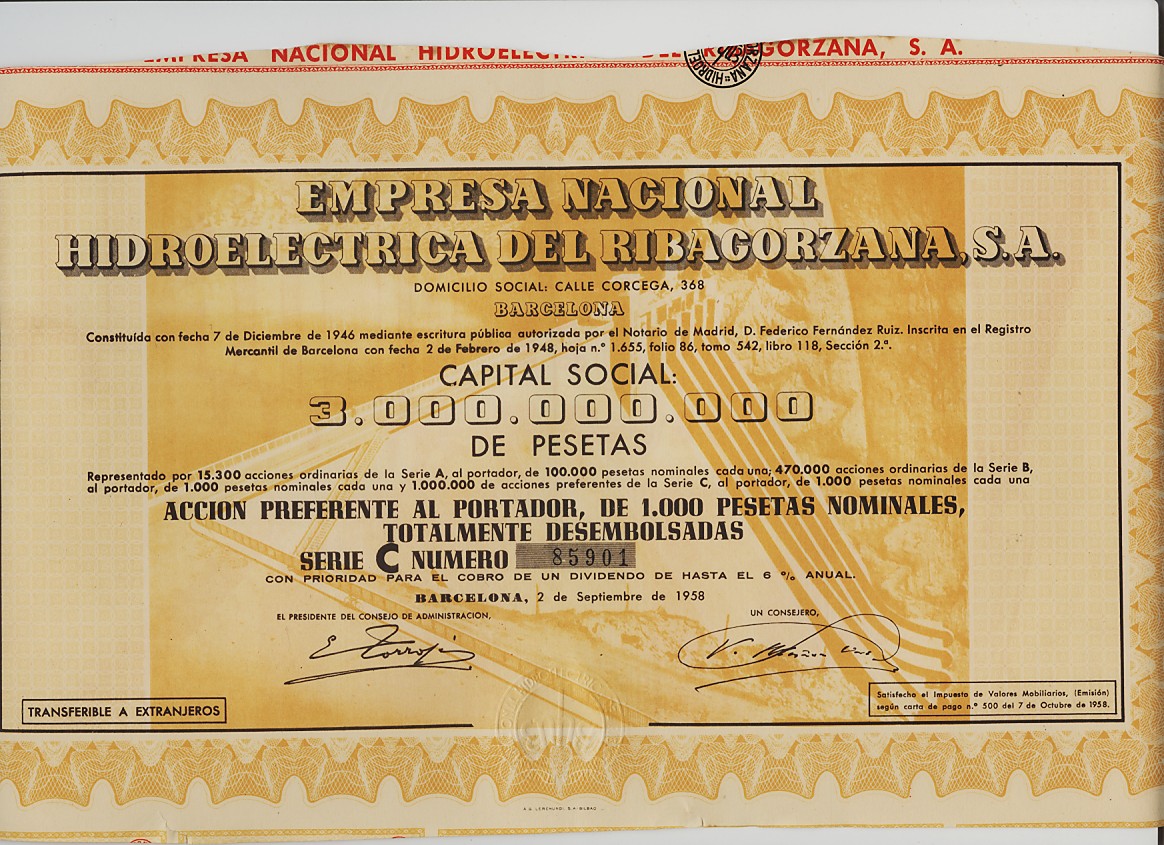 EMPRESA NACIONAL HIDROELECTRI DEL RIBAGORZANA, S. A.
EMPRESA NACIONAL
HIDROELECTRICA DEL RIBAGORZANA, S. A.
DOMICILIO SOCIAL: CALLE CORCEGA, 368
BARCELONA
Constituída con fecha 7 de Diciembre de 1946 mediante escritura pública autorizada por el Notario de Madrid, D. Federico Fernández Ruiz. Inscrita en el Registro
Mercantil de Barcelona con fecha 2 de Febrero de 1948, hoja n.º 1.655, folio 86, tomo 542, libro 118, Sección 2.ª.
CAPITAL SOCIAL:
3.000.000.000
DE PESETAS
Representado por 15.300 acciones ordinarias de la Serie A, al portador, de 100.000 pesetas nominales cada una; 470.000 acciones ordinarias de la Serie B,
al portador, de 1.000 pesetas nominales cada una y 1.000.000 de acciones preferentes de la Serie C, al portador, de 1.000 pesetas nominales cada una
ACCION PREFERENTE AL PORTADOR, DE 1.000 PESETAS NOMINALES,
TOTALMENTE DESEMBOLSADAS
SERIE C NUMERO 85901
CON PRIORIDAD PARA EL COBRO DE UN DIVIDENDO DE HASTA EL 6 % ANUAL.
BARCELONA, 2 de Septiembre de 1958
EL PRESIDENTE DEL CONSEJO DE ADMINISTRACION,
UN CONSEJERO,
TRANSFERIBLE A EXTRANJEROS
Satisfecho el Impuesto de Valores Mobiliarios, (Emisión)
según carta de pago n.º 500 del 7 de Octubre de 1958.